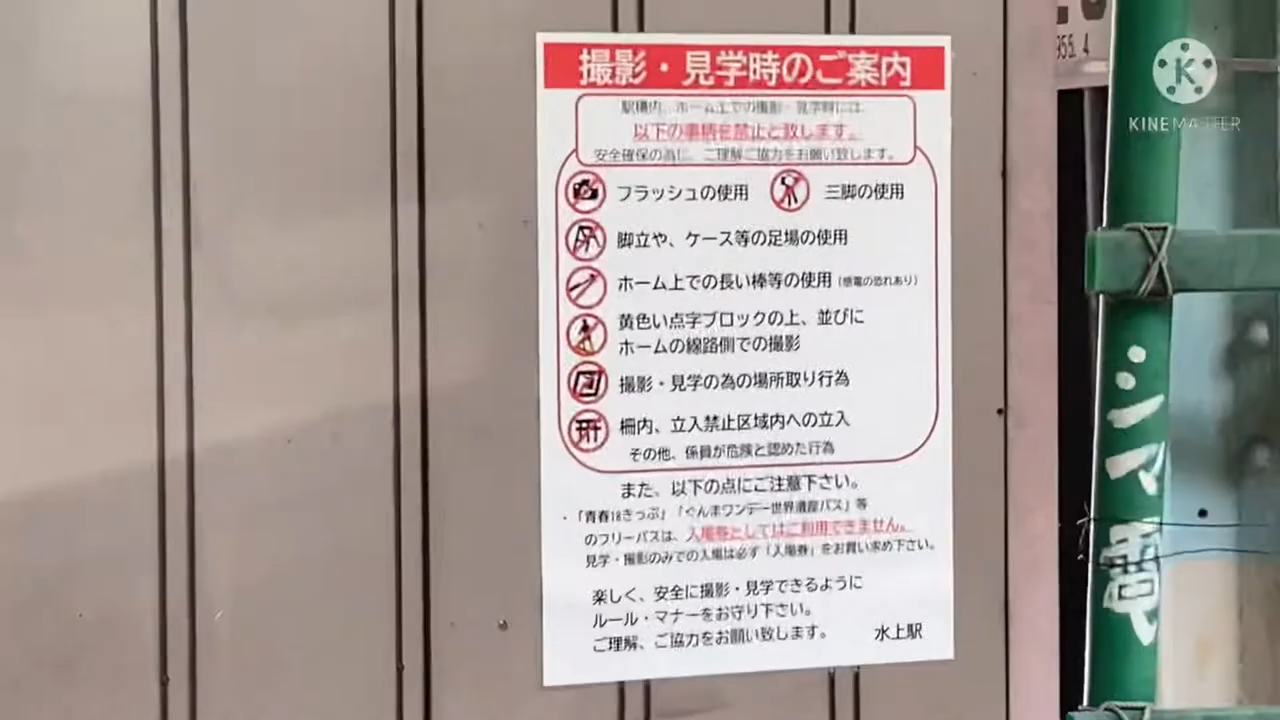 撮影・見学時のご案内
駅構内、ホーム上での撮影・見学時には、
以下の事柄を禁止と致します。
安全確保の為に、ご理解ご協力をお願い致します。
フラッシュの使用 三脚の使用
脚立や、ケース等の足場の使用
ホーム上での長い棒等の使用(感電の恐れあり)
黄色い点字ブロックの上、並びに
ホームの線路側での撮影
撮影・見学の為の場所取り行為
柵内、立入禁止区域内への立入
その他、係員が危険と認めた行為
また、以下の点にご注意下さい。
・「青春18きっぷ」「ぐんまワンデー世界遺産パス」等
のフリーパスは、入場券としてはご利用できません。
見学・撮影のみでの入場は必ず「入場券」をお買い求め下さい。
楽しく、安全に撮影・見学できるように
ルール・マナーをお守り下さい。
ご理解、ご協力をお願い致します。 水上駅
955.4
K
KINEMASTER
シマ電